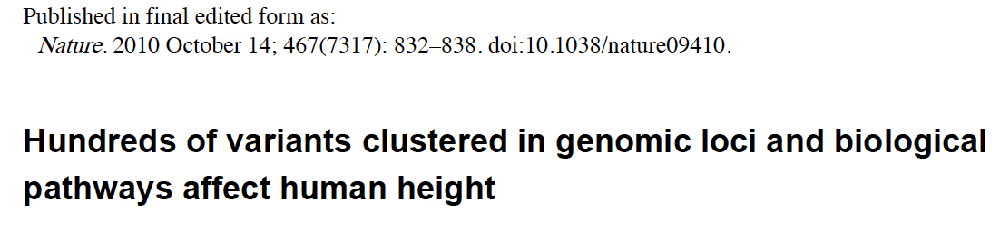 Published in final edited form as:
Nature. 2010 October 14; 467(7317): 832–838. doi:10.1038/nature09410.
Hundreds of variants clustered in genomic loci and biological
pathways affect human height